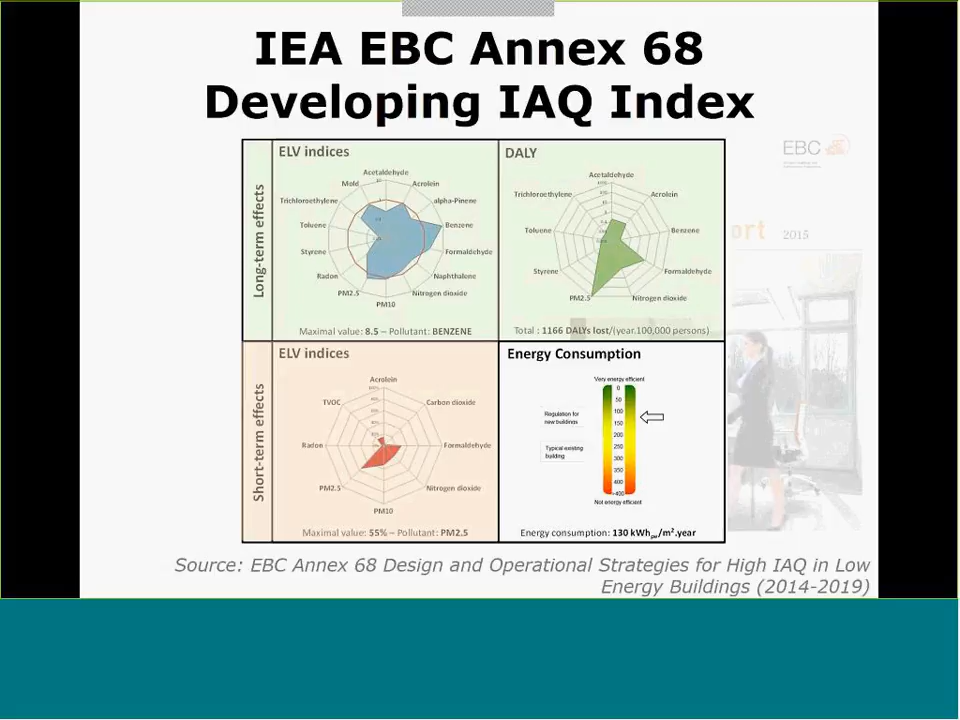 IEA EBC Annex 68
Developing IAQ Index
EBC
ort
2015
Long-term effects
ELV indices
Acetaldehyde
Acrolein
alpha-Pinene
Benzene
Formaldehyde
Naphthalene
Nitrogen dioxide
PM10
PM2.5
Radon
Styrene
Toluene
Trichloroethylene
Mold
Maximal value: 8.5 – Pollutant: BENZENE
DALY
Acetaldehyde
Acrolein
Benzene
Formaldehyde
Nitrogen dioxide
PM2.5
Styrene
Toluene
Trichloroethylene
Total : 1166 DALYs lost/(year.100,000 persons)
Short-term effects
ELV indices
Acrolein
Carbon dioxide
Formaldehyde
Nitrogen dioxide
PM10
PM2.5
Radon
TVOC
Maximal value: 55% – Pollutant: PM2.5
Energy Consumption
Very energy efficient
0
50
100
150
200
250
300
350
400
>400
Not energy efficient
Regulation for
new buildings
Typical existing
building
Energy consumption: 130 kWhpe/m².year
Source: EBC Annex 68 Design and Operational Strategies for High IAQ in Low
Energy Buildings (2014-2019)